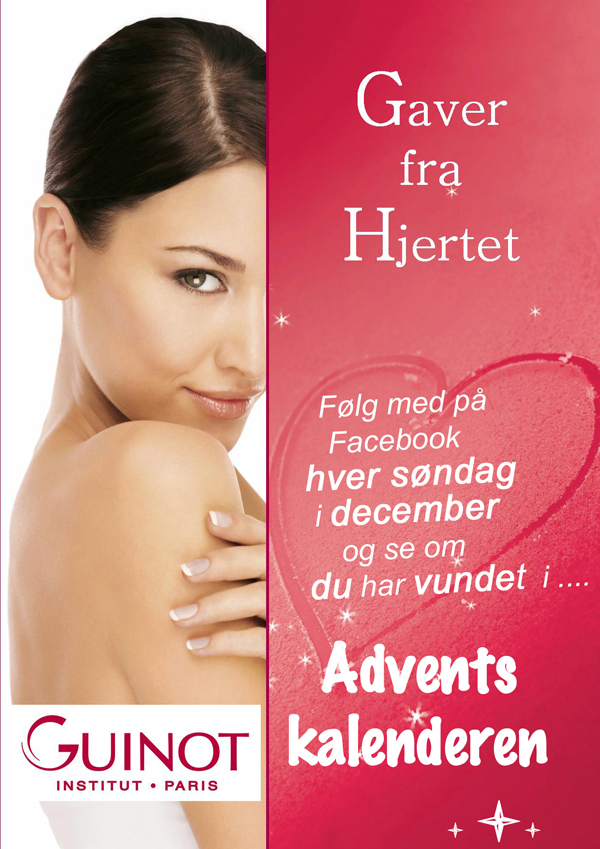 Gaver
fra
Hjertet
Følg med på
Facebook
hver søndag
i december
og se om
du har vundet i ....
Advents
kalenderen
GUINOT
INSTITUT • PARIS